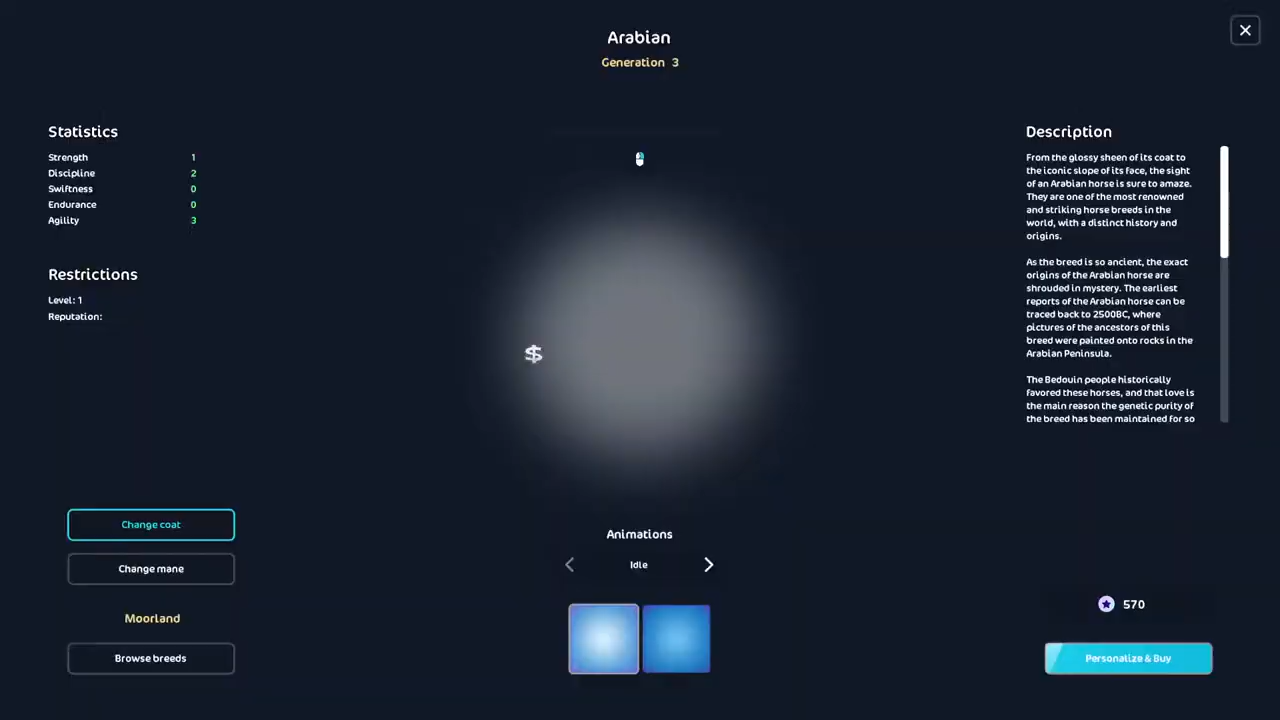 Arabian
Generation 3
Statistics
Strength 1
Discipline 2
Swiftness 0
Endurance 0
Agility 3
Restrictions
Level: 1
Reputation:
$
Description
From the glossy sheen of its coat to
the iconic slope of its face, the sight
of an Arabian horse is sure to amaze.
They are one of the most renowned
and striking horse breeds in the
world, with a distinct history and
origins.
As the breed is so ancient, the exact
origins of the Arabian horse are
shrouded in mystery. The earliest
reports of the Arabian horse can be
traced back to 2500BC, where
pictures of the ancestors of this
breed were painted onto rocks in the
Arabian Peninsula.
The Bedouin people historically
favored these horses, and that love is
the main reason the genetic purity of
the breed has been maintained for so
Change coat
Change mane
Moorland
Browse breeds
Animations
Idle
570
Personalize & Buy